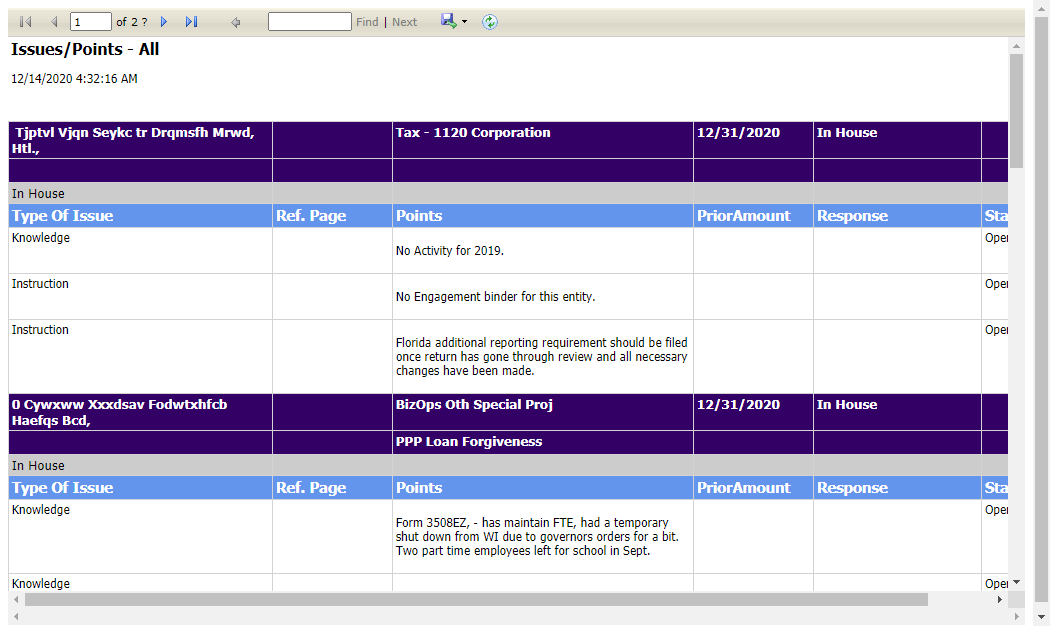 1 of 2 ? Find | Next
Issues/Points - All
12/14/2020 4:32:16 AM
Tjptvl Vjqn Seykc tr Drqmsfh Mrwd, Tax - 1120 Corporation 12/31/2020 In House
Htl.,
In House
Type Of Issue Ref. Page Points PriorAmount Response Sta
Knowledge Oper
No Activity for 2019.
Instruction Oper
No Engagement binder for this entity.
Instruction Oper
Florida additional reporting requirement should be filed
once return has gone through review and all necessary
changes have been made.
0 Cywxww Xxxdsav Fodwtxhfcb BizOps Oth Special Proj 12/31/2020 In House
Haefqs Bcd,
PPP Loan Forgiveness
In House
Type Of Issue Ref. Page Points PriorAmount Response Sta
Knowledge Oper
Form 3508EZ, - has maintain FTE, had a temporary
shut down from WI due to governors orders for a bit.
Two part time employees left for school in Sept.
Knowledge Oper